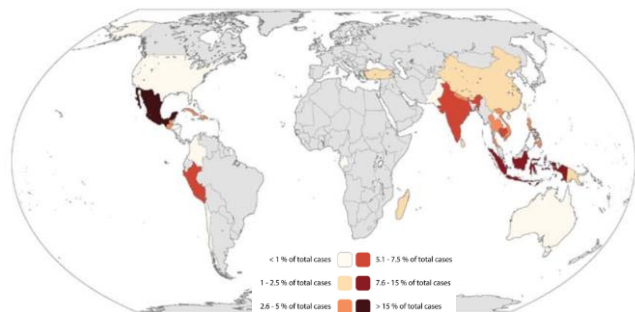 < 1 % of total cases 5.1 - 7.5 % of total cases
1 - 2.5 % of total cases 7.6 - 15 % of total cases
2.6 - 5 % of total cases > 15 % of total cases